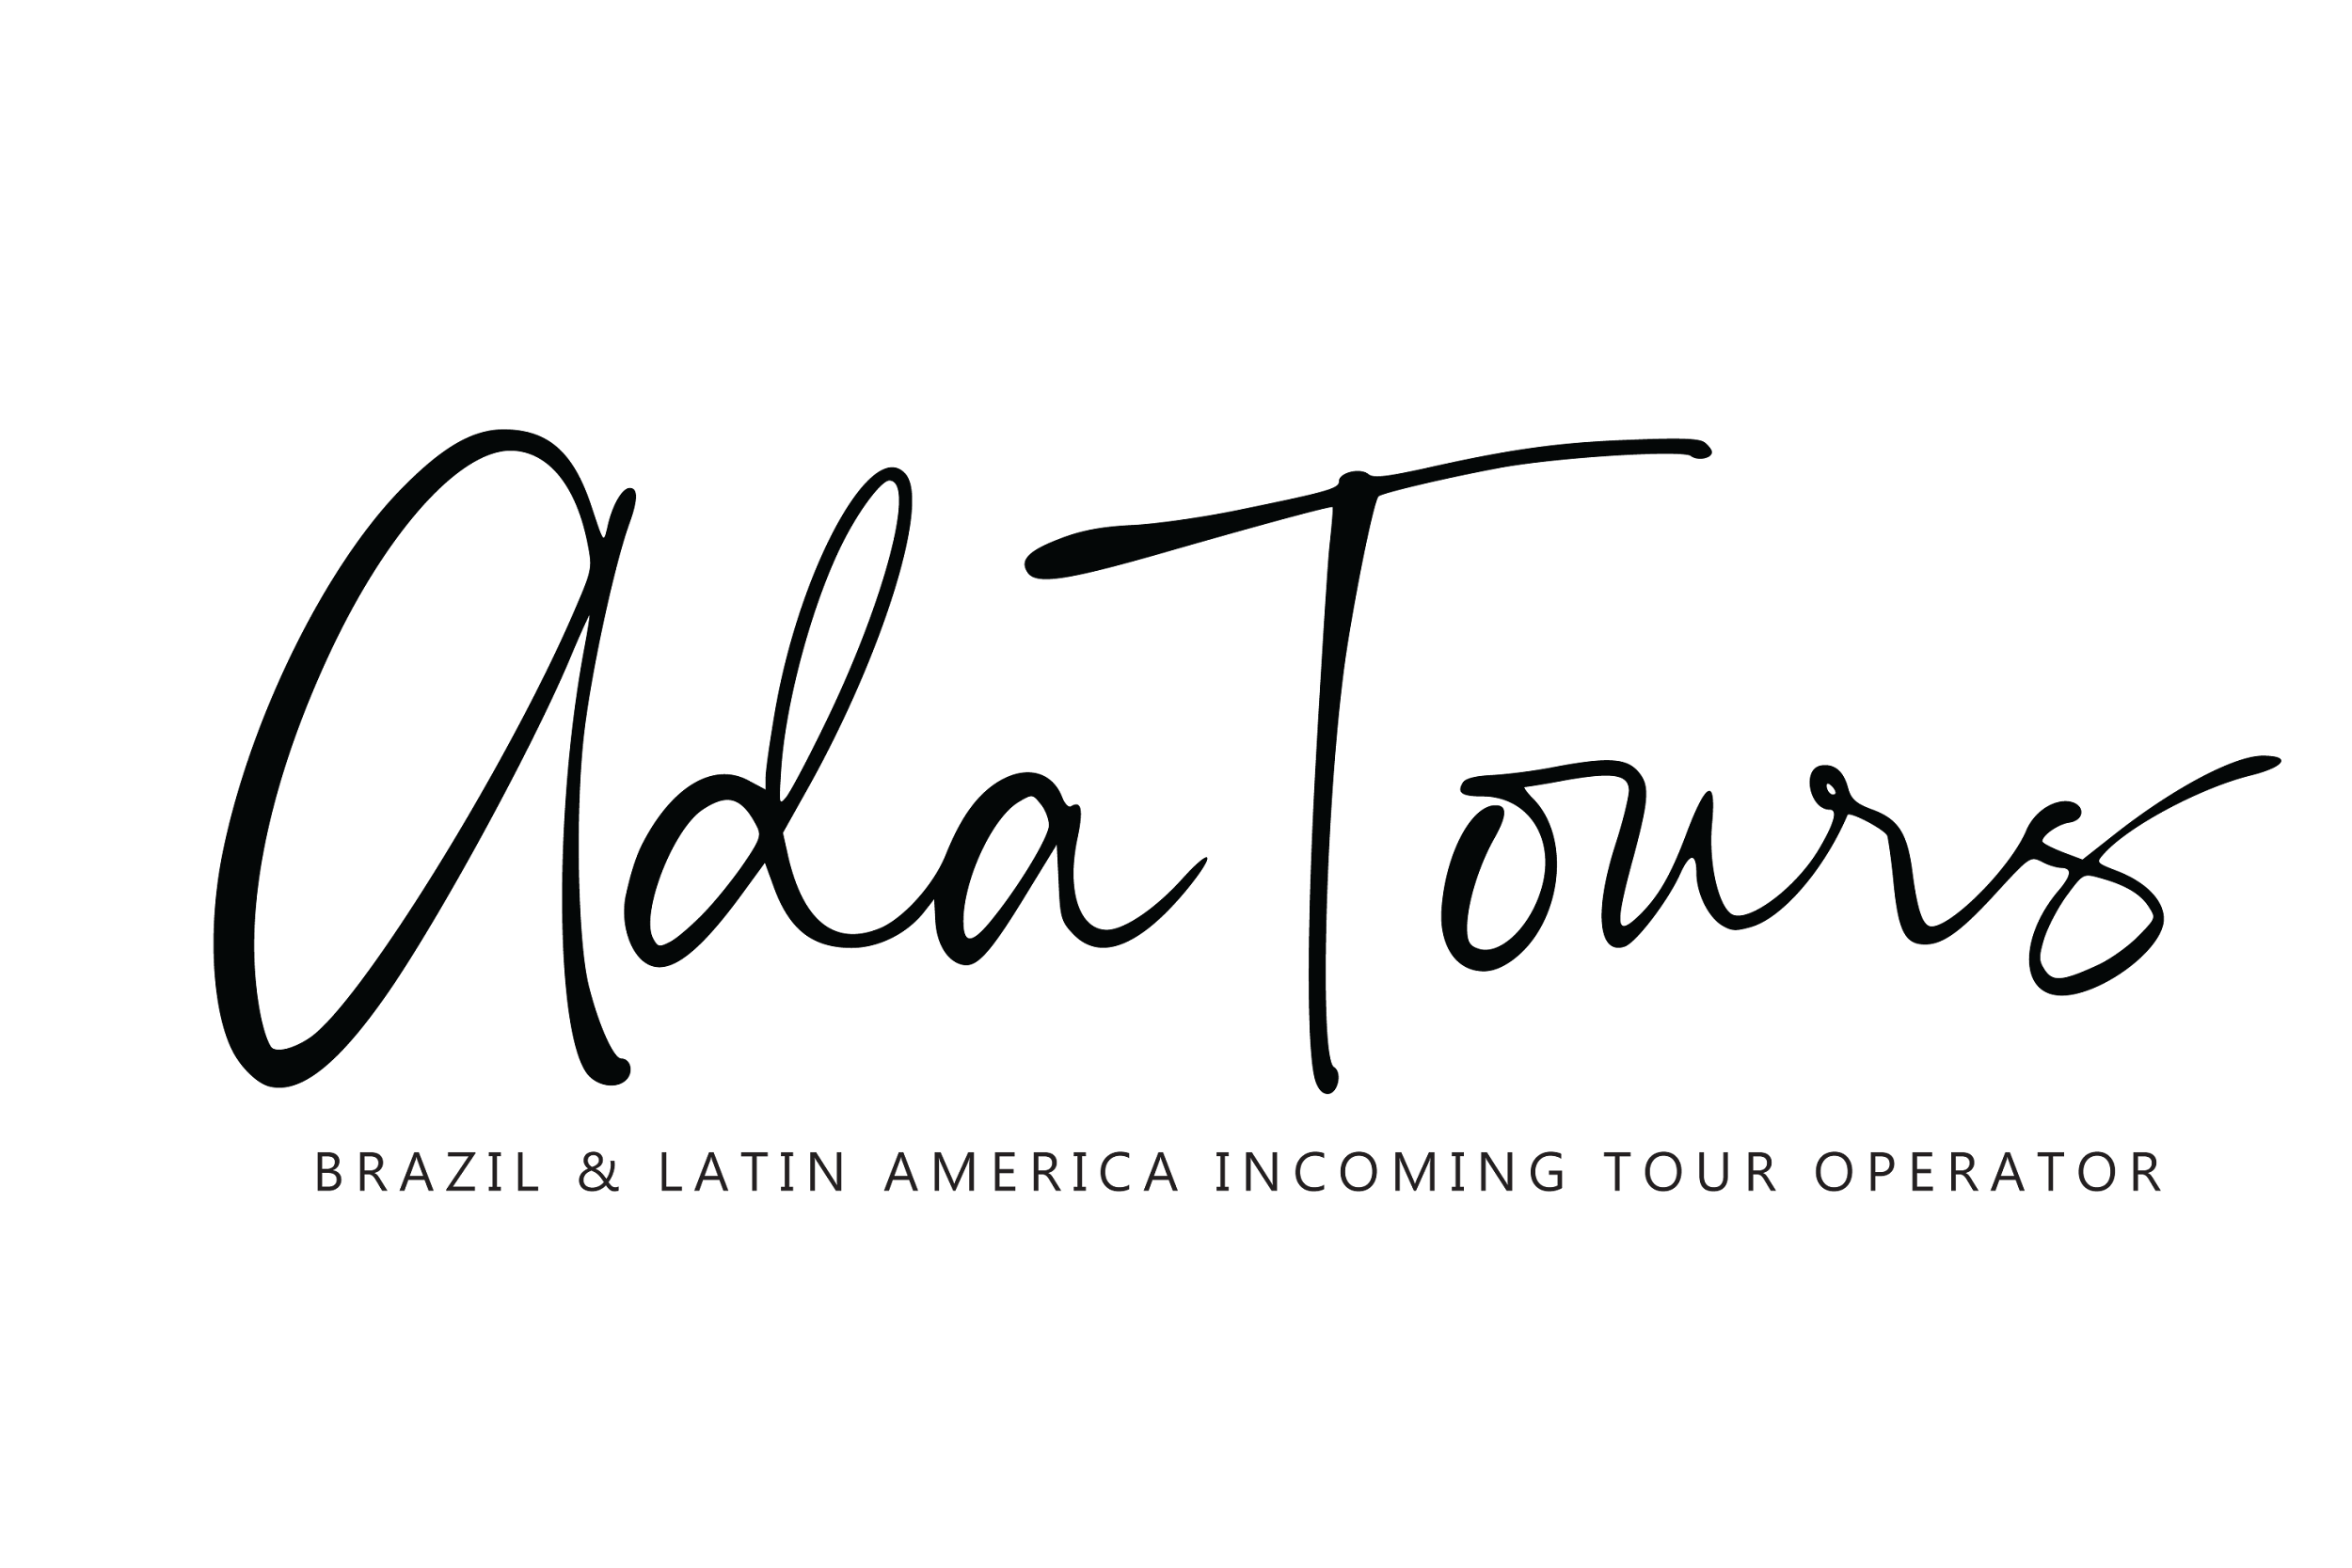 Ada Tours
BRAZIL & LATIN AMERICA INCOMING TOUR OPERATOR